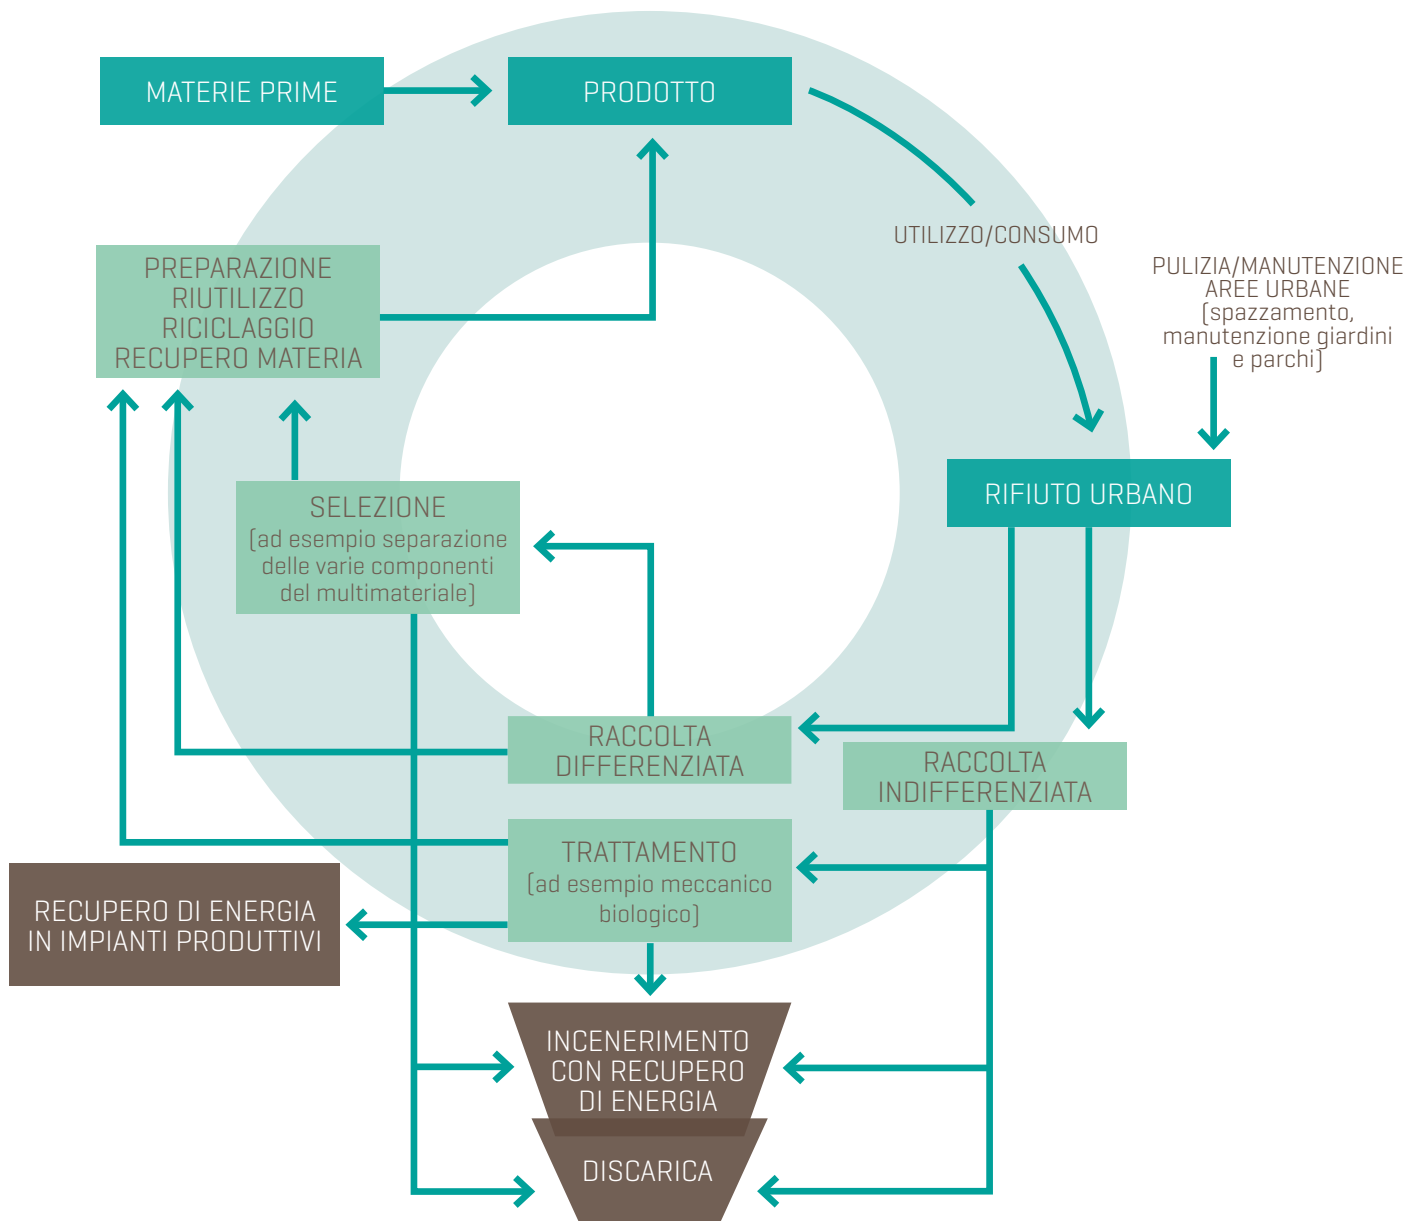 MATERIE PRIME
PRODOTTO
UTILIZZO/CONSUMO
PULIZIA/MANUTENZIONE
AREE URBANE
(spazzamento,
manutenzione giardini
e parchi)
PREPARAZIONE
RIUTILIZZO
RICICLAGGIO
RECUPERO MATERIA
RIFIUTO URBANO
SELEZIONE
(ad esempio separazione
delle varie componenti
del multimateriale)
RACCOLTA
DIFFERENZIATA
RACCOLTA
INDIFFERENZIATA
TRATTAMENTO
(ad esempio meccanico
biologico)
RECUPERO DI ENERGIA
IN IMPIANTI PRODUTTIVI
INCENERIMENTO
CON RECUPERO
DI ENERGIA
DISCARICA